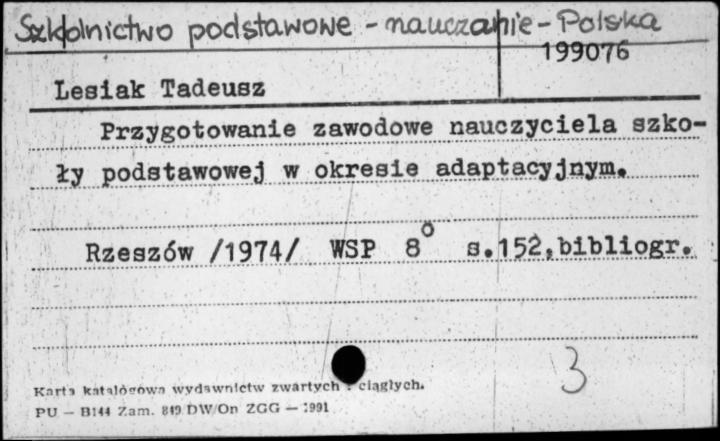 Szkolnictwo podstawowe - nauczanie - Polska
199076
Lesiak Tadeusz
Przygotowanie zawodowe nauczyciela szko-
ły podstawowej w okresie adaptacyjnym.
Rzeszów /1974/ WSP 8° s.152, bibliogr.
3
Karta katalogowa wydawnictw zwartych i ciągłych.
PU — B144 Zam. 849 DW/On ZGG — 1991